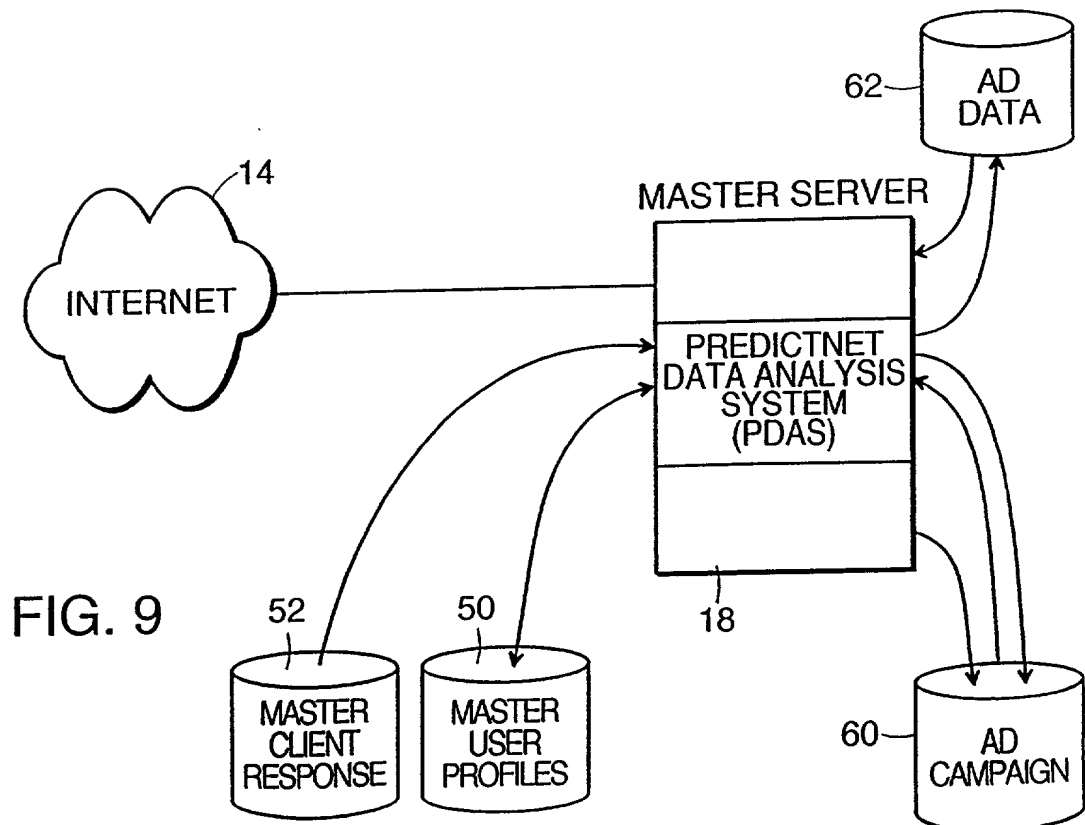 62
AD
DATA
14
MASTER SERVER
INTERNET
PREDICTNET
DATA ANALYSIS
SYSTEM
(PDAS)
FIG. 9
52
50
18
MASTER
CLIENT
RESPONSE
MASTER
USER
PROFILES
60
AD
CAMPAIGN